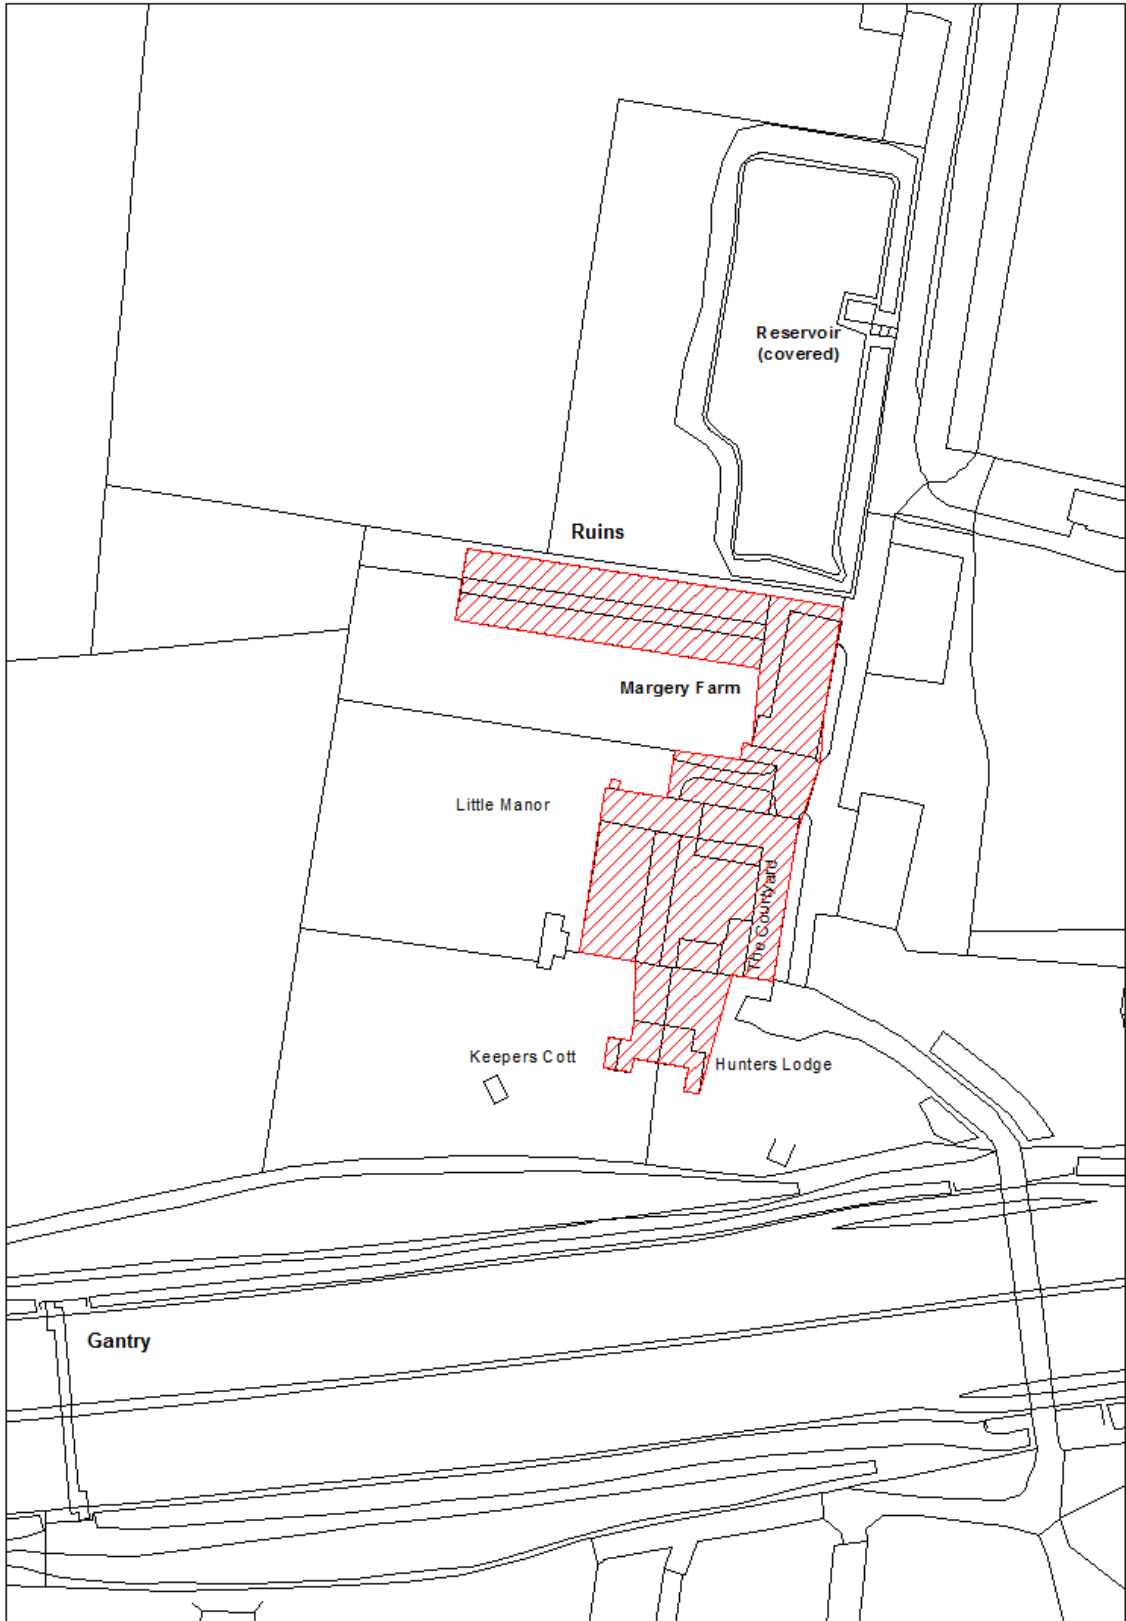 Reservoir
(covered)
Ruins
Margery Farm
Little Manor
The Courtyard
Keepers Cott
Hunters Lodge
Gantry